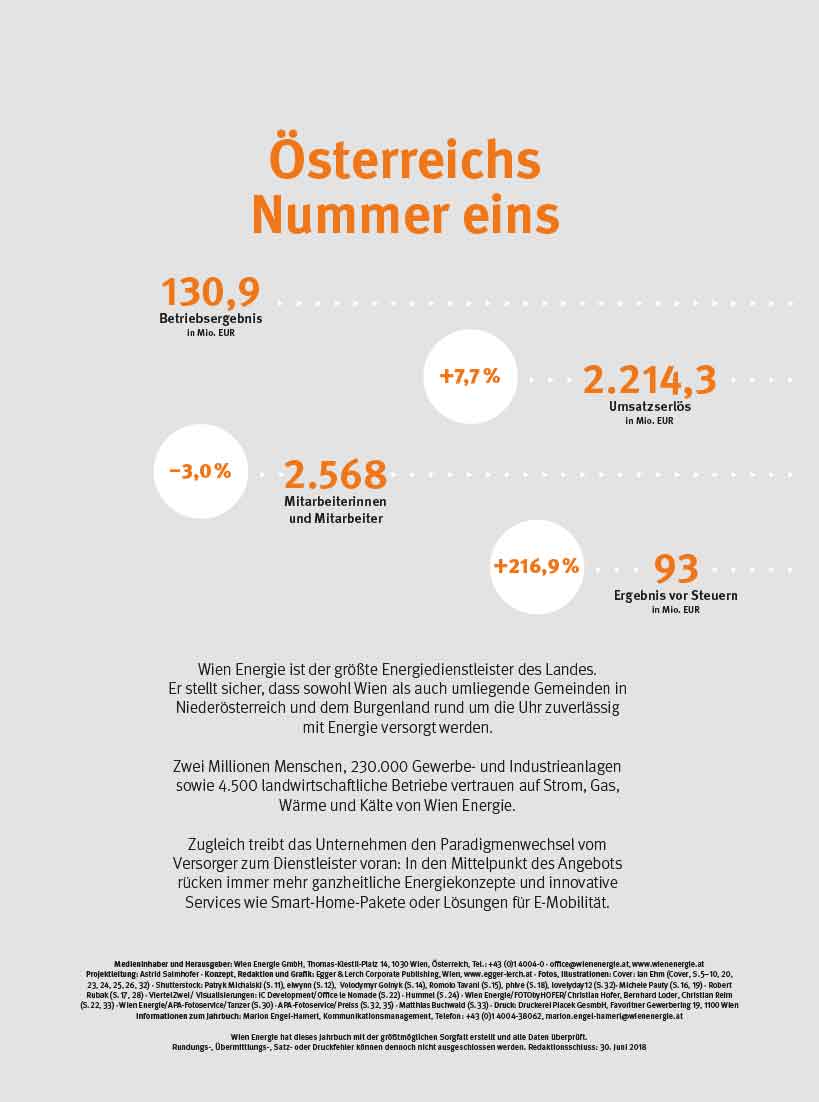 Österreichs
Nummer eins
130,9
Betriebsergebnis
in Mio. EUR
+7,7 %
2.214,3
Umsatzserlös
in Mio. EUR
–3,0 %
2.568
Mitarbeiterinnen
und Mitarbeiter
+216,9 %
93
Ergebnis vor Steuern
in Mio. EUR
Wien Energie ist der größte Energiedienstleister des Landes.
Er stellt sicher, dass sowohl Wien als auch umliegende Gemeinden in
Niederösterreich und dem Burgenland rund um die Uhr zuverlässig
mit Energie versorgt werden.
Zwei Millionen Menschen, 230.000 Gewerbe- und Industrieanlagen
sowie 4.500 landwirtschaftliche Betriebe vertrauen auf Strom, Gas,
Wärme und Kälte von Wien Energie.
Zugleich treibt das Unternehmen den Paradigmenwechsel vom
Versorger zum Dienstleister voran: In den Mittelpunkt des Angebots
rücken immer mehr ganzheitliche Energiekonzepte und innovative
Services wie Smart-Home-Pakete oder Lösungen für E-Mobilität.
Medieninhaber und Herausgeber: Wien Energie GmbH, Thomas-Klestil-Platz 14, 1030 Wien, Österreich, Tel.: +43 (0)1 4004-0 · office@wienenergie.at, www.wienenergie.at
Projektleitung: Astrid Salmhofer · Konzept, Redaktion und Grafik: Egger & Lerch Corporate Publishing, Wien, www.egger-lerch.at · Fotos, Illustrationen: Cover: Ian Ehm (Cover, S. 5–10, 20,
23, 24, 25, 26, 32) · Shutterstock: Patryk Michalski (S. 11), elwynn (S. 12), Volodymyr Goinyk (S. 14), Romolo Tavani (S. 15), phive (S. 18), lovelyday12 (S. 32)· Michele Pauty (S. 16, 19) · Robert
Rubak (S. 17, 28) · ViertelZwei/ Visualisierungen: IC Development/Office le Nomade (S. 22) · Hummel (S. 24) · Wien Energie/FOTObyHOFER/Christian Hofer, Bernhard Loder, Christian Reim
(S. 22, 33) · Wien Energie/APA-Fotoservice/Tanzer (S. 30) · APA-Fotoservice/ Preiss (S. 32, 35) · Matthias Buchwald (S. 33) · Druck: Druckerei Placek GesmbH, Favoritner Gewerbering 19, 1100 Wien
Informationen zum Jahrbuch: Marion Engel-Hamerl, Kommunikationsmanagement, Telefon: +43 (0)1 4004-38062, marion.engel-hamerl@wienenergie.at
Wien Energie hat dieses Jahrbuch mit der größtmöglichen Sorgfalt erstellt und alle Daten überprüft.
Rundungs-, Übermittlungs-, Satz- oder Druckfehler können dennoch nicht ausgeschlossen werden. Redaktionsschluss: 30. Juni 2018